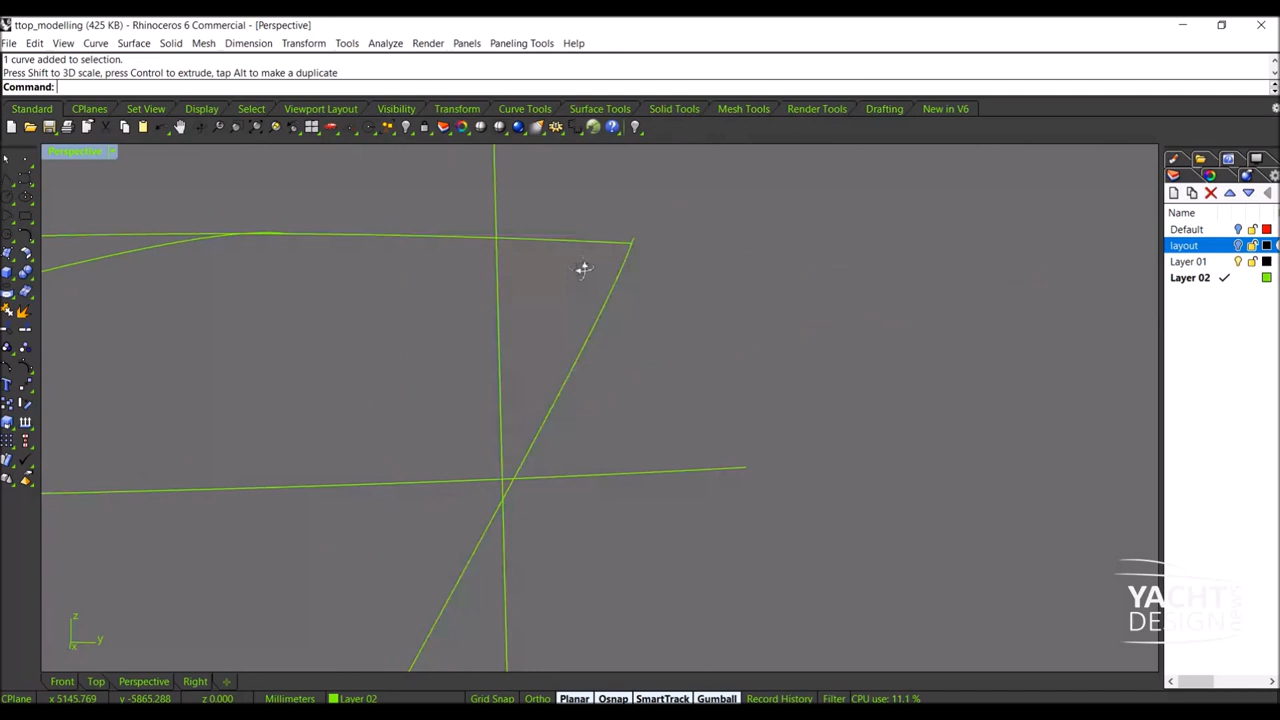 ttop_modelling (425 KB) - Rhinoceros 6 Commercial - [Perspective]
File Edit View Curve Surface Solid Mesh Dimension Transform Tools Analyze Render Panels Paneling Tools Help
1 curve added to selection.
Press Shift to 3D scale, press Control to extrude, tap Alt to make a duplicate
Command:
Standard CPlanes Set View Display Select Viewport Layout Visibility Transform Curve Tools Surface Tools Solid Tools Mesh Tools Render Tools Drafting New in V6
Perspective
Name
Default
layout
Layer 01
Layer 02
z
y
x
YACHT
DESIGN
news
Front Top Perspective Right
CPlane x 5145.769 y -5865.288 z 0.000 Millimeters Layer 02 Grid Snap Ortho Planar Osnap SmartTrack Gumball Record History Filter CPU use: 11.1 %